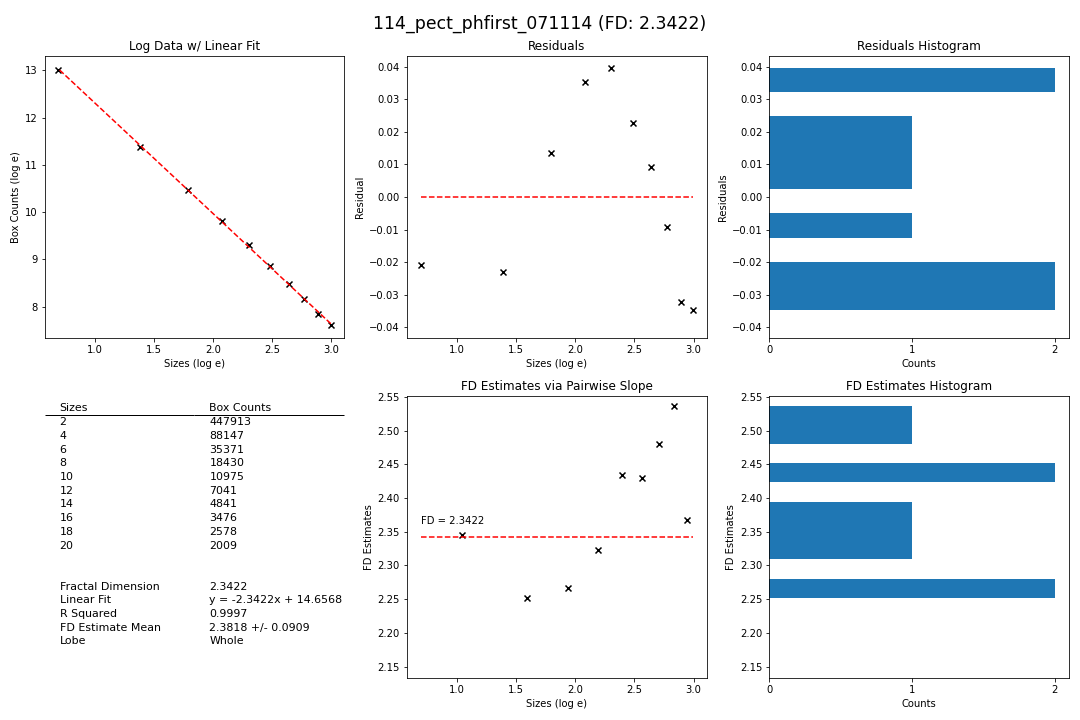 114_pect_phfirst_071114 (FD: 2.3422)
Log Data w/ Linear Fit
13
12
11
10
9
8
Box Counts (log e)
1.0 1.5 2.0 2.5 3.0
Sizes (log e)
Residuals
0.04
0.03
0.02
0.01
0.00
−0.01
−0.02
−0.03
−0.04
Residual
1.0 1.5 2.0 2.5 3.0
Sizes (log e)
Residuals Histogram
0.04
0.03
0.02
0.01
0.00
−0.01
−0.02
−0.03
−0.04
Residuals
0 1 2
Counts
Sizes Box Counts
2 447913
4 88147
6 35371
8 18430
10 10975
12 7041
14 4841
16 3476
18 2578
20 2009
Fractal Dimension 2.3422
Linear Fit y = -2.3422x + 14.6568
R Squared 0.9997
FD Estimate Mean 2.3818 +/- 0.0909
Lobe Whole
FD Estimates via Pairwise Slope
2.55
2.50
2.45
2.40
2.35
2.30
2.25
2.20
2.15
FD Estimates
FD = 2.3422
1.0 1.5 2.0 2.5 3.0
Sizes (log e)
FD Estimates Histogram
2.55
2.50
2.45
2.40
2.35
2.30
2.25
2.20
2.15
FD Estimates
0 1 2
Counts